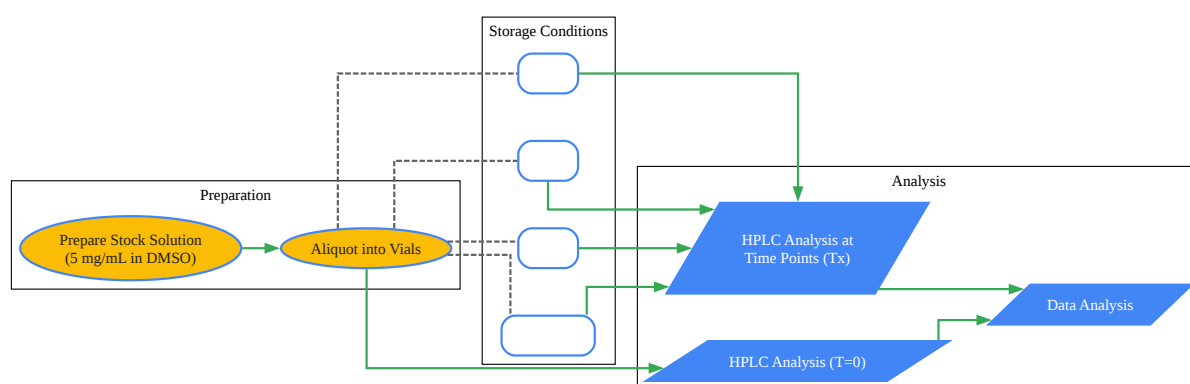 Storage Conditions
Preparation
Prepare Stock Solution
(5 mg/mL in DMSO)
Aliquot into Vials
Analysis
HPLC Analysis at
Time Points (Tx)
Data Analysis
HPLC Analysis (T=0)